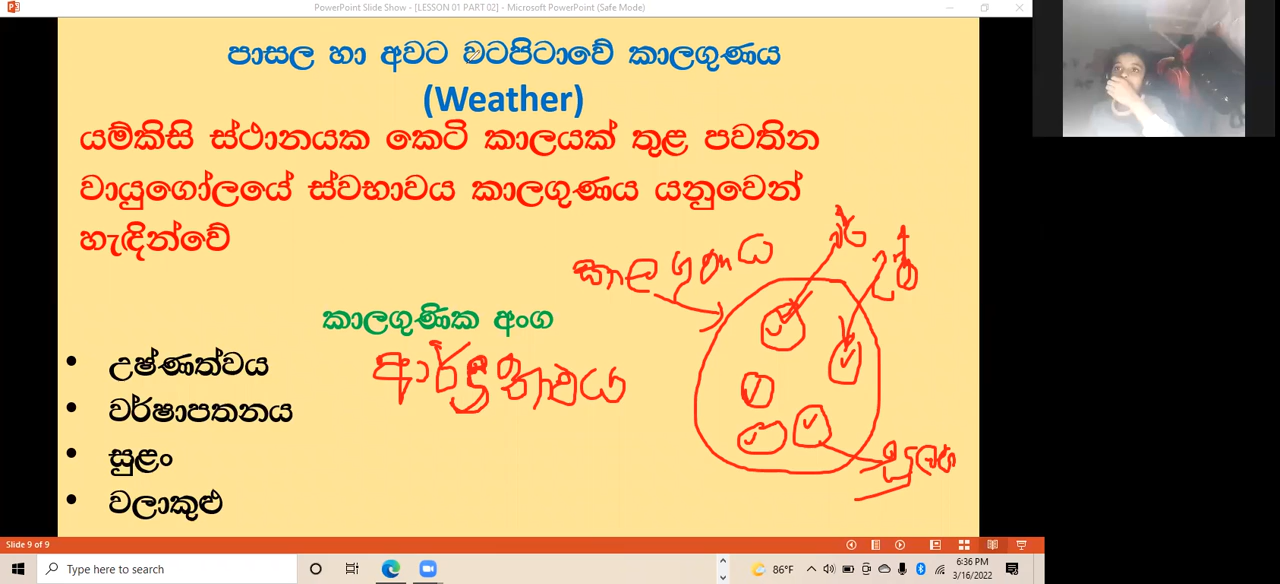 PowerPoint Slide Show - [LESSON 01 PART 02] - Microsoft PowerPoint (Safe Mode)
පාසල හා අවට වටපිටාවේ කාලගුණය
(Weather)
යම්කිසි ස්ථානයක කෙටි කාලයක් තුළ පවතින
වායුගෝලයේ ස්වභාවය කාලගුණය යනුවෙන්
හැඳින්වේ
කාලගුණය
කාලගුණික අංග
ආර්ද්‍රතාවය
• උෂ්ණත්වය
• වර්ෂාපතනය
• සුළං
• වලාකුළු
Slide 9 of 9
Type here to search
86°F
6:36 PM
3/16/2022